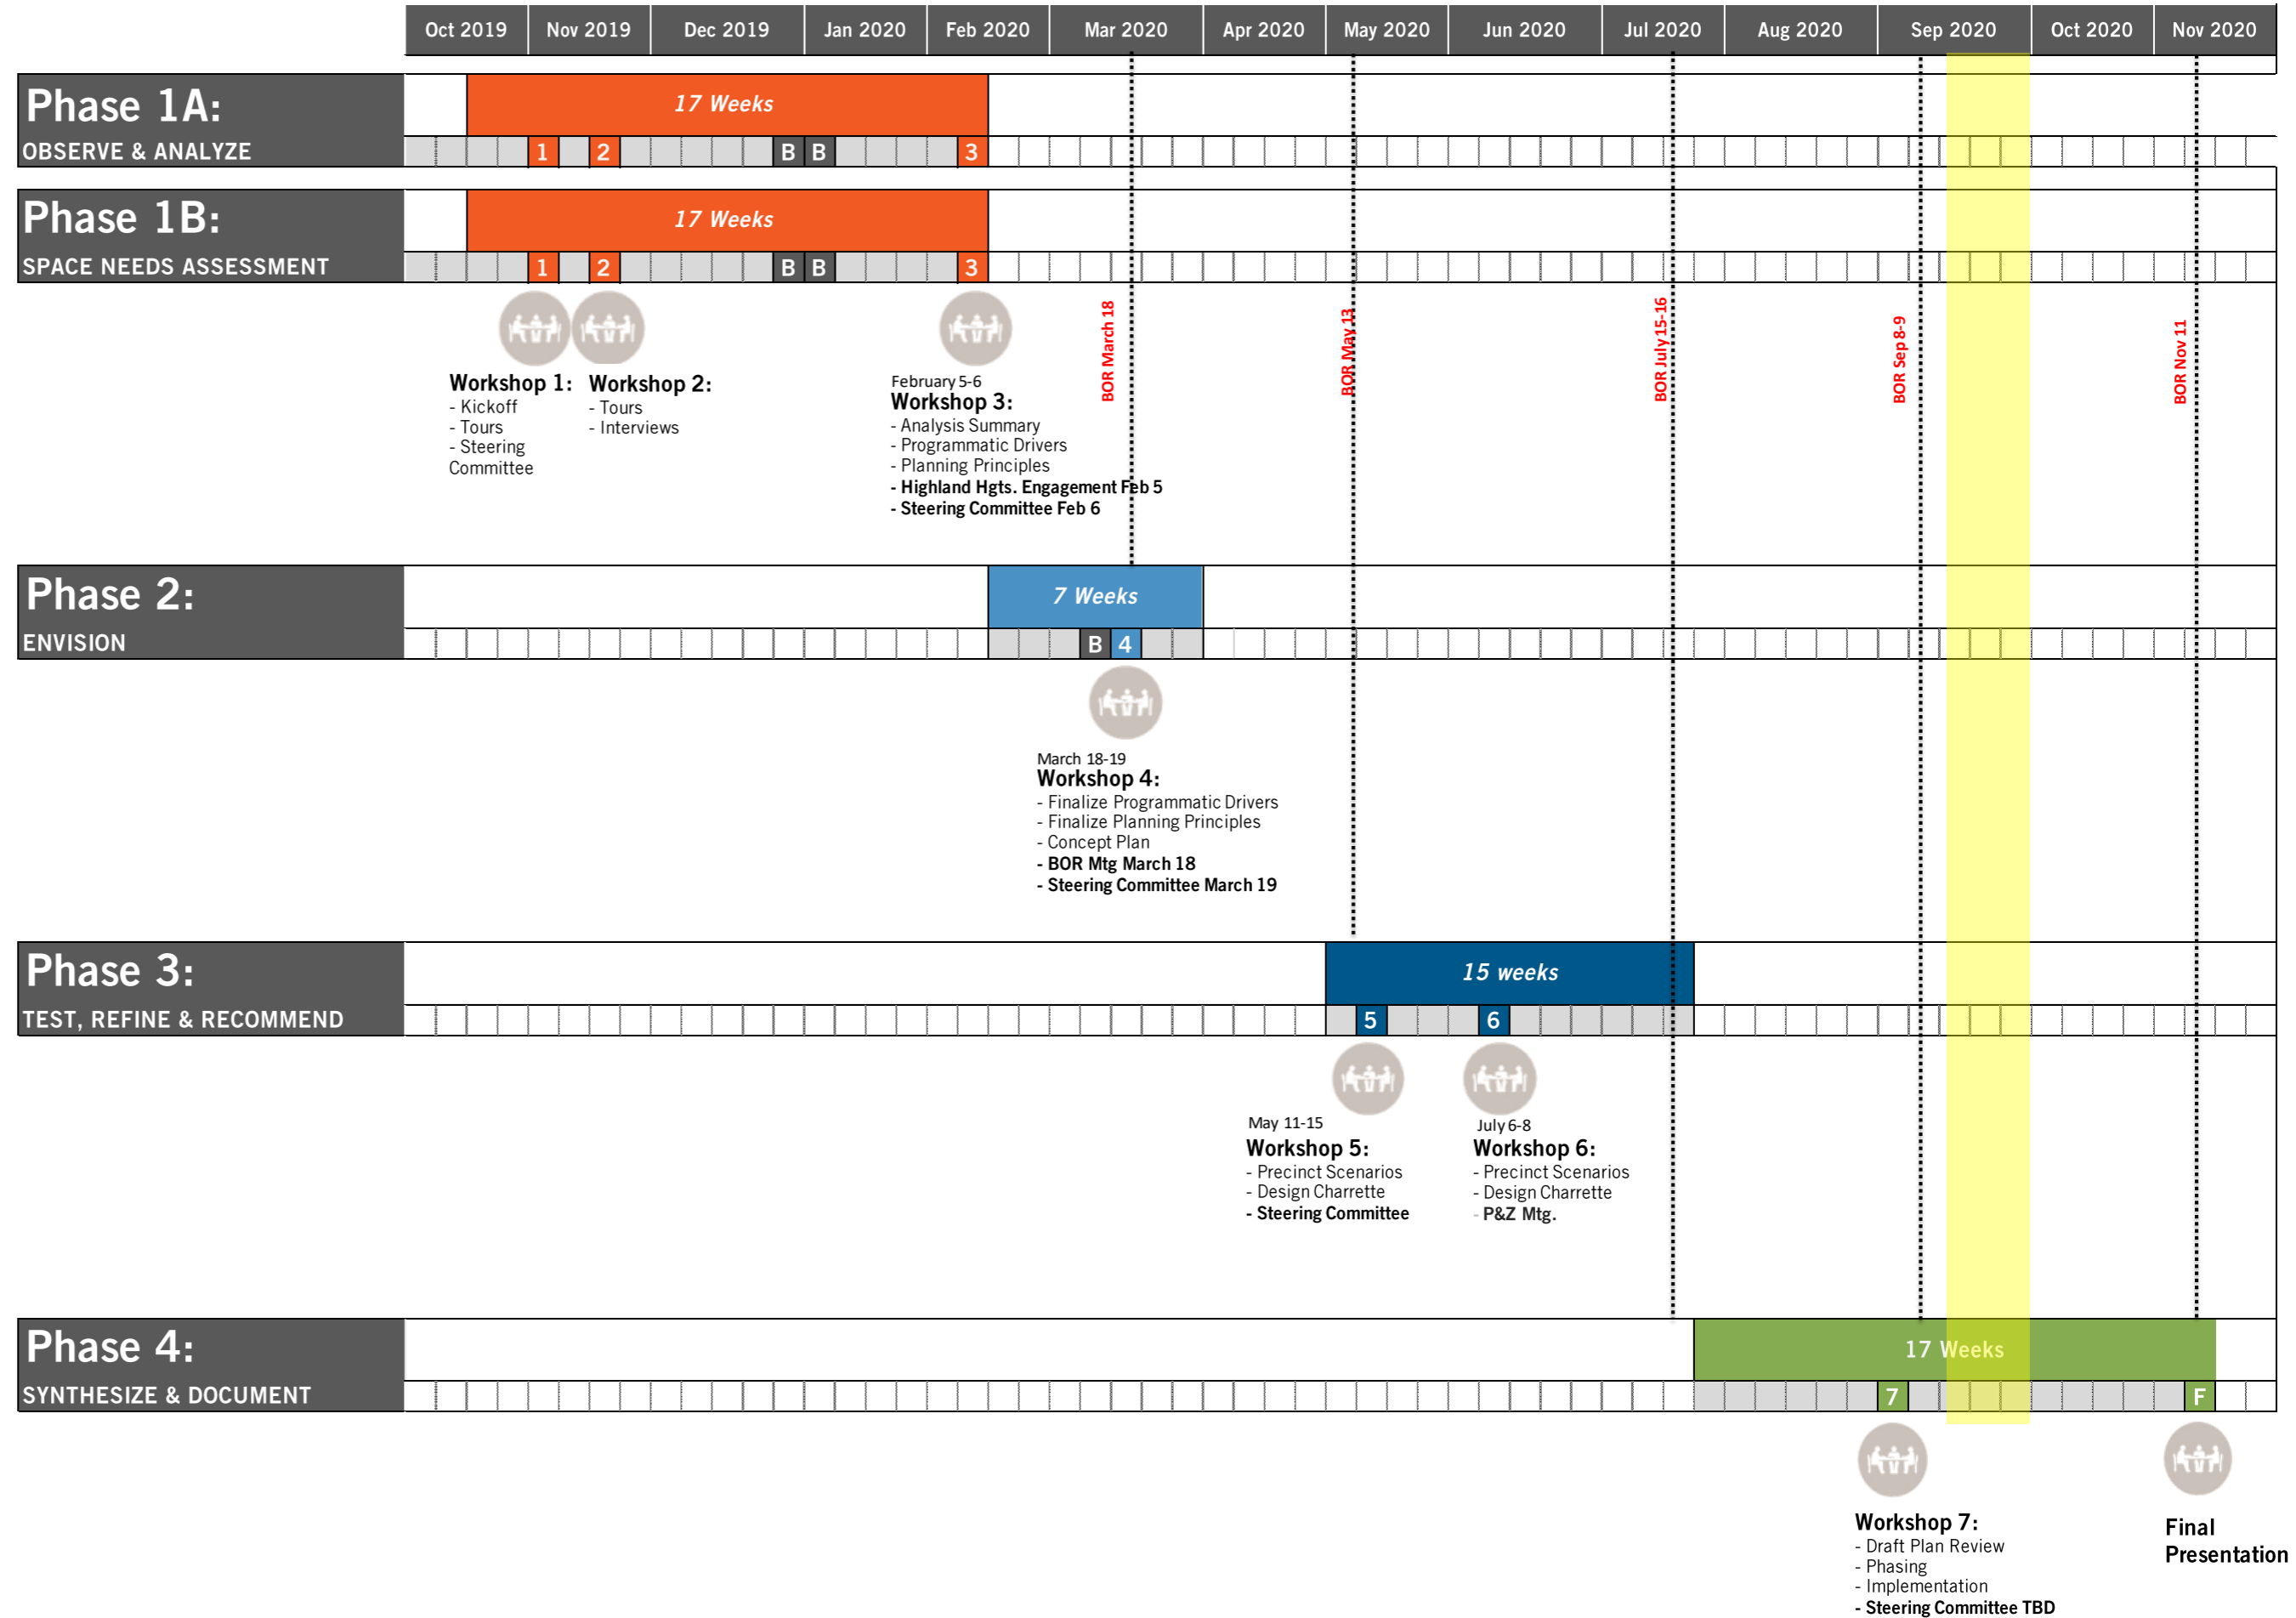 Oct 2019 Nov 2019 Dec 2019 Jan 2020 Feb 2020 Mar 2020 Apr 2020 May 2020 Jun 2020 Jul 2020 Aug 2020 Sep 2020 Oct 2020 Nov 2020
Phase 1A:
17 Weeks
OBSERVE & ANALYZE
1 2 B B 3
Phase 1B:
17 Weeks
SPACE NEEDS ASSESSMENT
1 2 B B 3
Workshop 1:
- Kickoff
- Tours
- Steering
Committee
Workshop 2:
- Tours
- Interviews
February 5-6
Workshop 3:
- Analysis Summary
- Programmatic Drivers
- Planning Principles
- Highland Hgts. Engagement Feb 5
- Steering Committee Feb 6
BOR March 18
BOR May 13
BOR July 15-16
BOR Sep 8-9
BOR Nov 11
Phase 2:
7 Weeks
ENVISION
B 4
March 18-19
Workshop 4:
- Finalize Programmatic Drivers
- Finalize Planning Principles
- Concept Plan
- BOR Mtg March 18
- Steering Committee March 19
Phase 3:
15 weeks
TEST, REFINE & RECOMMEND
5 6
May 11-15
Workshop 5:
- Precinct Scenarios
- Design Charrette
- Steering Committee
July 6-8
Workshop 6:
- Precinct Scenarios
- Design Charrette
- P&Z Mtg.
Phase 4:
17 Weeks
SYNTHESIZE & DOCUMENT
7 F
Workshop 7:
- Draft Plan Review
- Phasing
- Implementation
- Steering Committee TBD
Final
Presentation